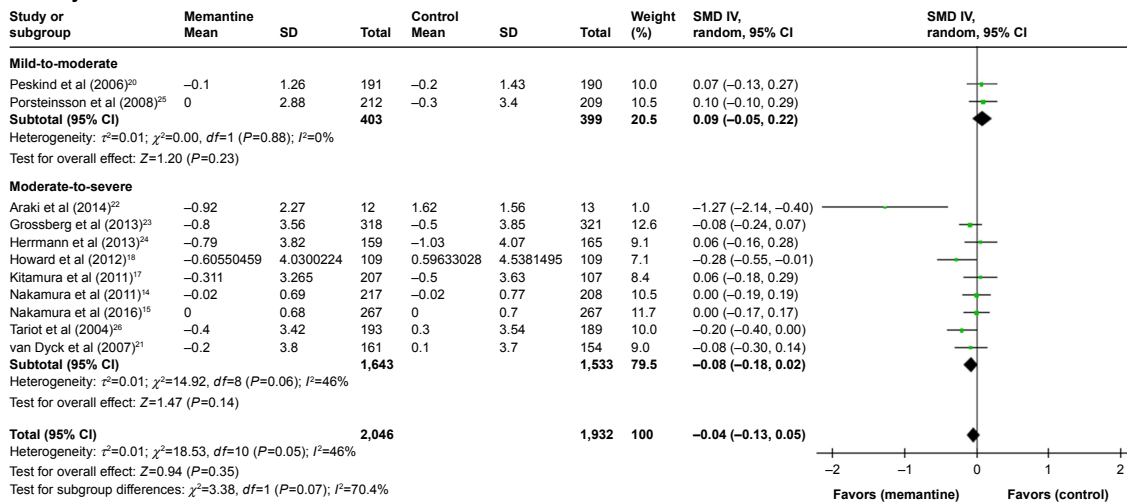 Study or subgroup Memantine Mean SD Total Control Mean SD Total Weight (%) SMD IV, random, 95% CI SMD IV, random, 95% CI
Mild-to-moderate
Peskind et al (2006)²⁰ –0.1 1.26 191 –0.2 1.43 190 10.0 0.07 (–0.13, 0.27)
Porsteinsson et al (2008)²⁵ 0 2.88 212 –0.3 3.4 209 10.5 0.10 (–0.10, 0.29)
Subtotal (95% CI) 403 399 20.5 0.09 (–0.05, 0.22)
Heterogeneity: τ²=0.01; χ²=0.00, df=1 (P=0.88); I²=0%
Test for overall effect: Z=1.20 (P=0.23)
Moderate-to-severe
Araki et al (2014)²² –0.92 2.27 12 1.62 1.56 13 1.0 –1.27 (–2.14, –0.40)
Grossberg et al (2013)²³ –0.8 3.56 318 –0.5 3.85 321 12.6 –0.08 (–0.24, 0.07)
Herrmann et al (2013)²⁴ –0.79 3.82 159 –1.03 4.07 165 9.1 0.06 (–0.16, 0.28)
Howard et al (2012)¹⁸ –0.60550459 4.0300224 109 0.59633028 4.5381495 109 7.1 –0.28 (–0.55, –0.01)
Kitamura et al (2011)¹⁷ –0.311 3.265 207 –0.5 3.63 107 8.4 0.06 (–0.18, 0.29)
Nakamura et al (2011)¹⁴ –0.02 0.69 217 –0.02 0.77 208 10.5 0.00 (–0.19, 0.19)
Nakamura et al (2016)¹⁵ 0 0.68 267 0 0.7 267 11.7 0.00 (–0.17, 0.17)
Tariot et al (2004)²⁶ –0.4 3.42 193 0.3 3.54 189 10.0 –0.20 (–0.40, 0.00)
van Dyck et al (2007)²¹ –0.2 3.8 161 0.1 3.7 154 9.0 –0.08 (–0.30, 0.14)
Subtotal (95% CI) 1,643 1,533 79.5 –0.08 (–0.18, 0.02)
Heterogeneity: τ²=0.01; χ²=14.92, df=8 (P=0.06); I²=46%
Test for overall effect: Z=1.47 (P=0.14)
Total (95% CI) 2,046 1,932 100 –0.04 (–0.13, 0.05)
Heterogeneity: τ²=0.01; χ²=18.53, df=10 (P=0.05); I²=46%
Test for overall effect: Z=0.94 (P=0.35)
Test for subgroup differences: χ²=3.38, df=1 (P=0.07); I²=70.4%
–2 –1 0 1 2
Favors (memantine) Favors (control)